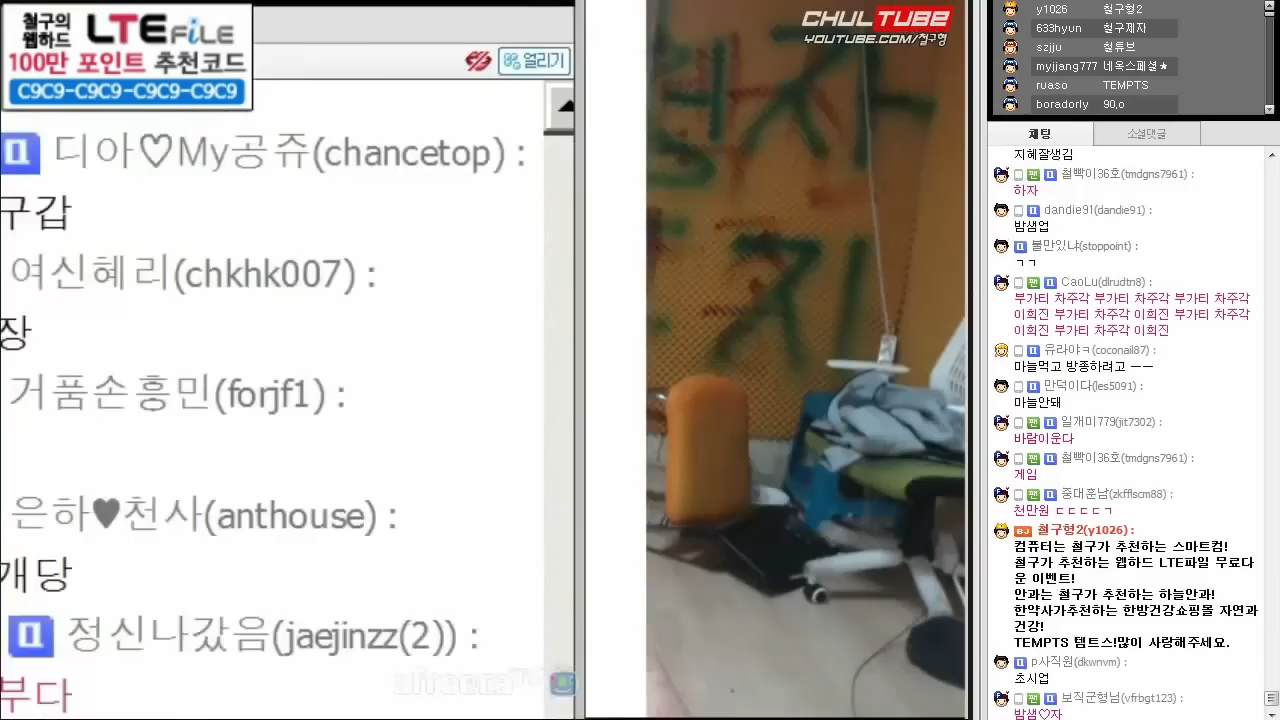 철구의
웹하드
LTE FiLE
100만 포인트 추천코드
C9C9-C9C9-C9C9-C9C9
얼리기
디아♡My공쥬(chancetop) :
구갑
여신혜리(chkhk007) :
장
거품손흥민(forjf1) :
은하♥천사(anthouse) :
개당
정신나갔음(jaejinzz(2)) :
부다
afreecaTV
CHULTUBE
YOUTUBE.COM/철구형
y1026 철구형2
633hyun 철구제자
szjju 철튜브
myjjang777 네옥스페셜★
ruaso TEMPTS
boradorly 90,o
채팅 소셜댓글
지혜잘생김
팬 철빡이36호(tmdgns7961) :
하자
dandie91(dandie91) :
밤샘업
불만있냐(stoppoint) :
ㄱㄱ
팬 CaoLu(dlrudtn8) :
부가티 차주각 부가티 차주각 부가티 차주각
이희진 부가티 차주각 이희진 부가티 차주각
이희진 부가티 차주각 이희진
유라야ㅋ(coconail87) :
마늘먹고 방종하려고 ㅡㅡ
만덕이다(les5091) :
마늘안돼
팬 일개미779(jit7302) :
바람이운다
팬 철빡이36호(tmdgns7961) :
게임
팬 중대훈남(zkfflscm88) :
천만원 ㄷㄷㄷㄷㄱ
BJ 철구형2(y1026) :
컴퓨터는 철구가 추천하는 스마트컴!
철구가 추천하는 웹하드 LTE파일 무료다
운 이벤트!
안과는 철구가 추천하는 하늘안과!
한약사가추천하는 한방건강쇼핑몰 자연과
건강!
TEMPTS 템트스!많이 사랑해주세요.
p사직원(dkwnvm) :
초시업
팬 보직군형님(vfrbgt123) :
밤샘♡자